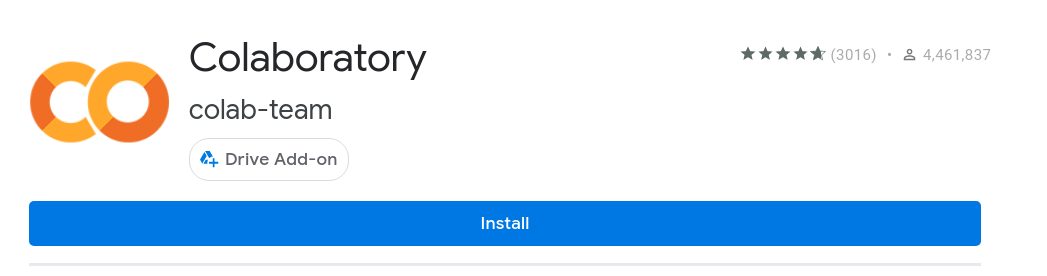 Colaboratory
(3016) • 4,461,837
colab-team
Drive Add-on
Install